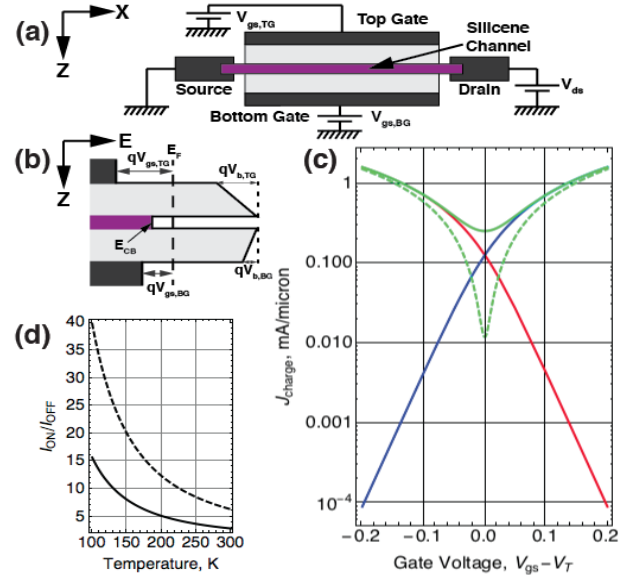 (a)
X
Z
V_gs,TG
Top Gate
Silicene
Channel
Source
Drain
V_ds
Bottom Gate
V_gs,BG
(b)
E
Z
qV_gs,TG
E_F
qV_b,TG
E_CB
qV_gs,BG
qV_b,BG
(c)
J_charge, mA/micron
1
0.100
0.010
0.001
10^-4
-0.2 -0.1 0.0 0.1 0.2
Gate Voltage, V_gs-V_T
(d)
I_ON/I_OFF
40
35
30
25
20
15
10
5
100 150 200 250 300
Temperature, K